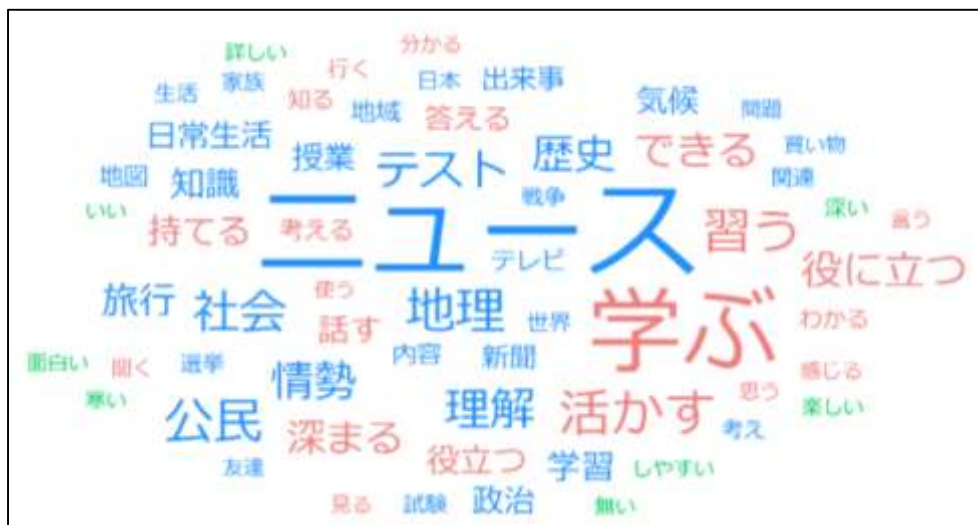 分かる
詳しい
行く
家族
日本
出来事
生活
知る
地域
答える
気候
問題
日常生活
授業
テスト
歴史
できる
買い物
地図
知識
ニュース
戦争
関連
いい
持てる
考える
習う
深い
言う
テレビ
役に立つ
旅行
社会
使う
話す
地理
世界
学ぶ
わかる
面白い
聞く
選挙
情勢
内容
新聞
感じる
寒い
公民
深まる
理解
活かす
思う
楽しい
考え
友達
役立つ
学習
しやすい
見る
試験
政治
無い